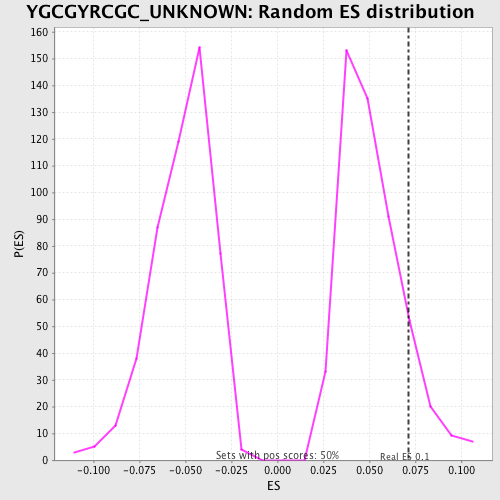 YGCGYRCGC_UNKNOWN: Random ES distribution
160
150
140
130
120
110
100
90
80
70
60
50
40
30
20
10
0
P(ES)
Sets with pos scores: 50%
Real ES 0.1
-0.100 -0.075 -0.050 -0.025 0.000 0.025 0.050 0.075 0.100
ES